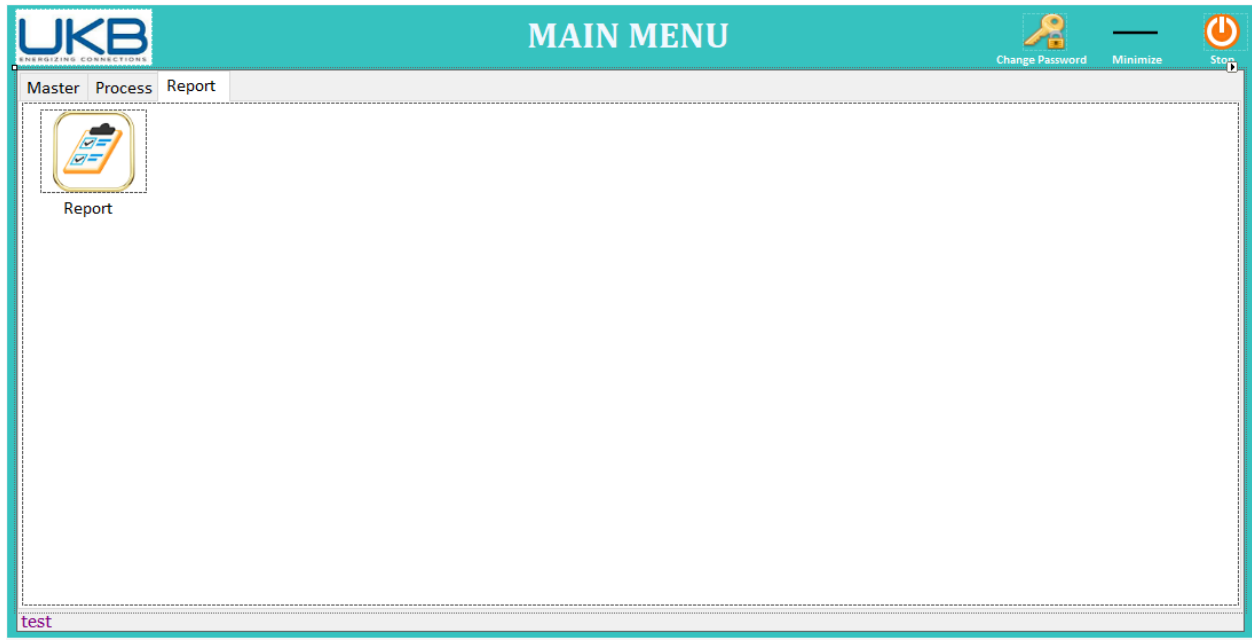 UKB
ENERGIZING CONNECTIONS
MAIN MENU
Change Password
Minimize
Stop
Master
Process
Report
Report
test